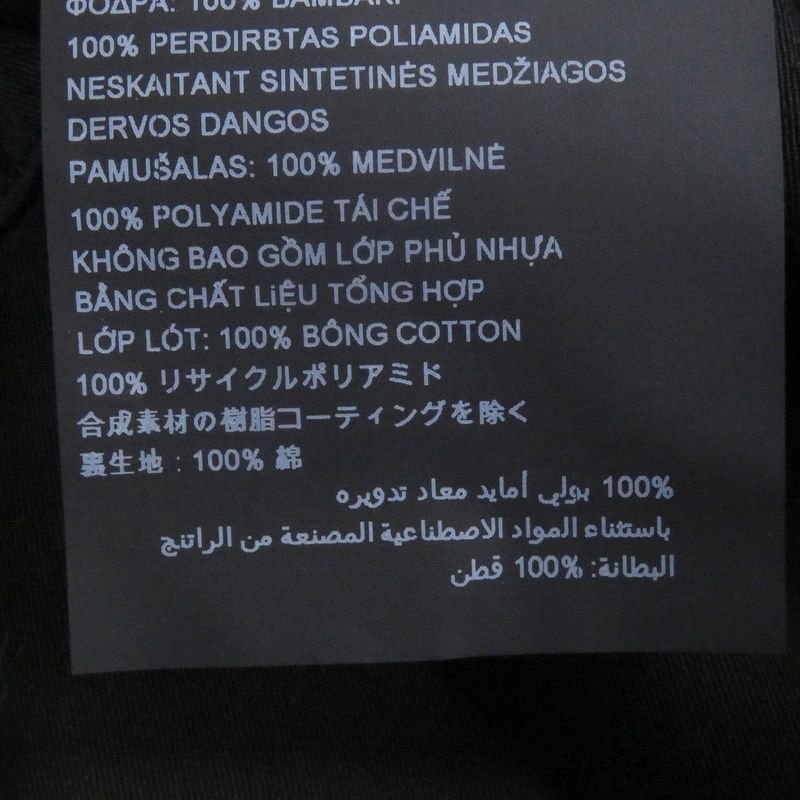 ΦΟΔΡΑ: 100% ΒΑΜΒΑΚΙ
100% PERDIRBTAS POLIAMIDAS
NESKAITANT SINTETINĖS MEDŽIAGOS
DERVOS DANGOS
PAMUŠALAS: 100% MEDVILNĖ
100% POLYAMIDE TÁI CHẾ
KHÔNG BAO GỒM LỚP PHỦ NHỰA
BẰNG CHẤT LiỆU TỔNG HỢP
LỚP LÓT: 100% BÔNG COTTON
100% リサイクルポリアミド
合成素材の樹脂コーティングを除く
裏生地 : 100% 綿
100% بولي أمايد معاد تدويره
باستثناء المواد الاصطناعية المصنعة من الراتنج
البطانة: 100% قطن